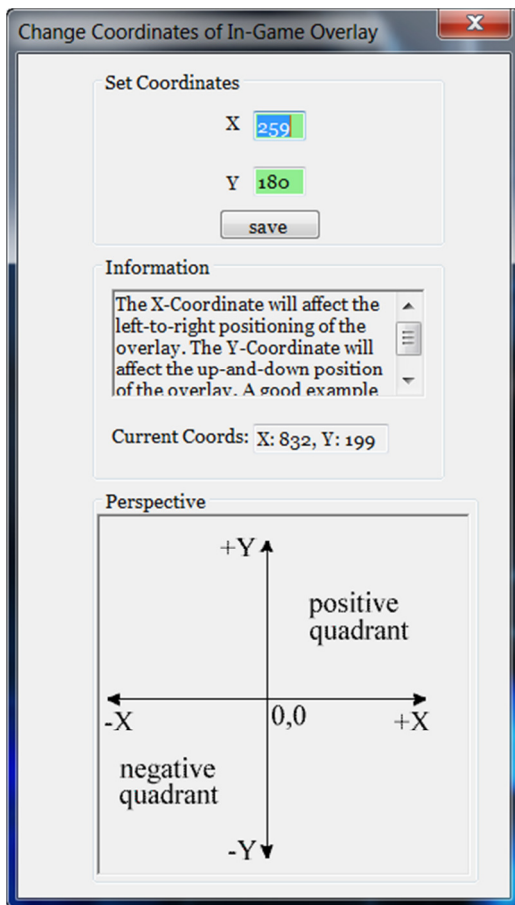 Change Coordinates of In-Game Overlay
X
Set Coordinates
X 259
Y 180
save
Information
The X-Coordinate will affect the
left-to-right positioning of the
overlay. The Y-Coordinate will
affect the up-and-down position
of the overlay. A good example
Current Coords: X: 832, Y: 199
Perspective
+Y
positive
quadrant
-X 0,0 +X
negative
quadrant
-Y